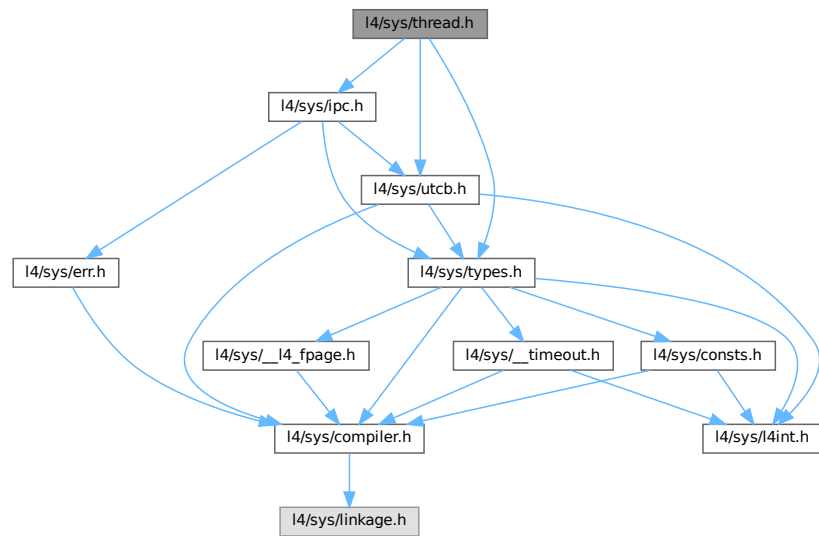 l4/sys/thread.h
l4/sys/ipc.h
l4/sys/utcb.h
l4/sys/err.h
l4/sys/types.h
l4/sys/__l4_fpage.h
l4/sys/__timeout.h
l4/sys/consts.h
l4/sys/compiler.h
l4/sys/l4int.h
l4/sys/linkage.h